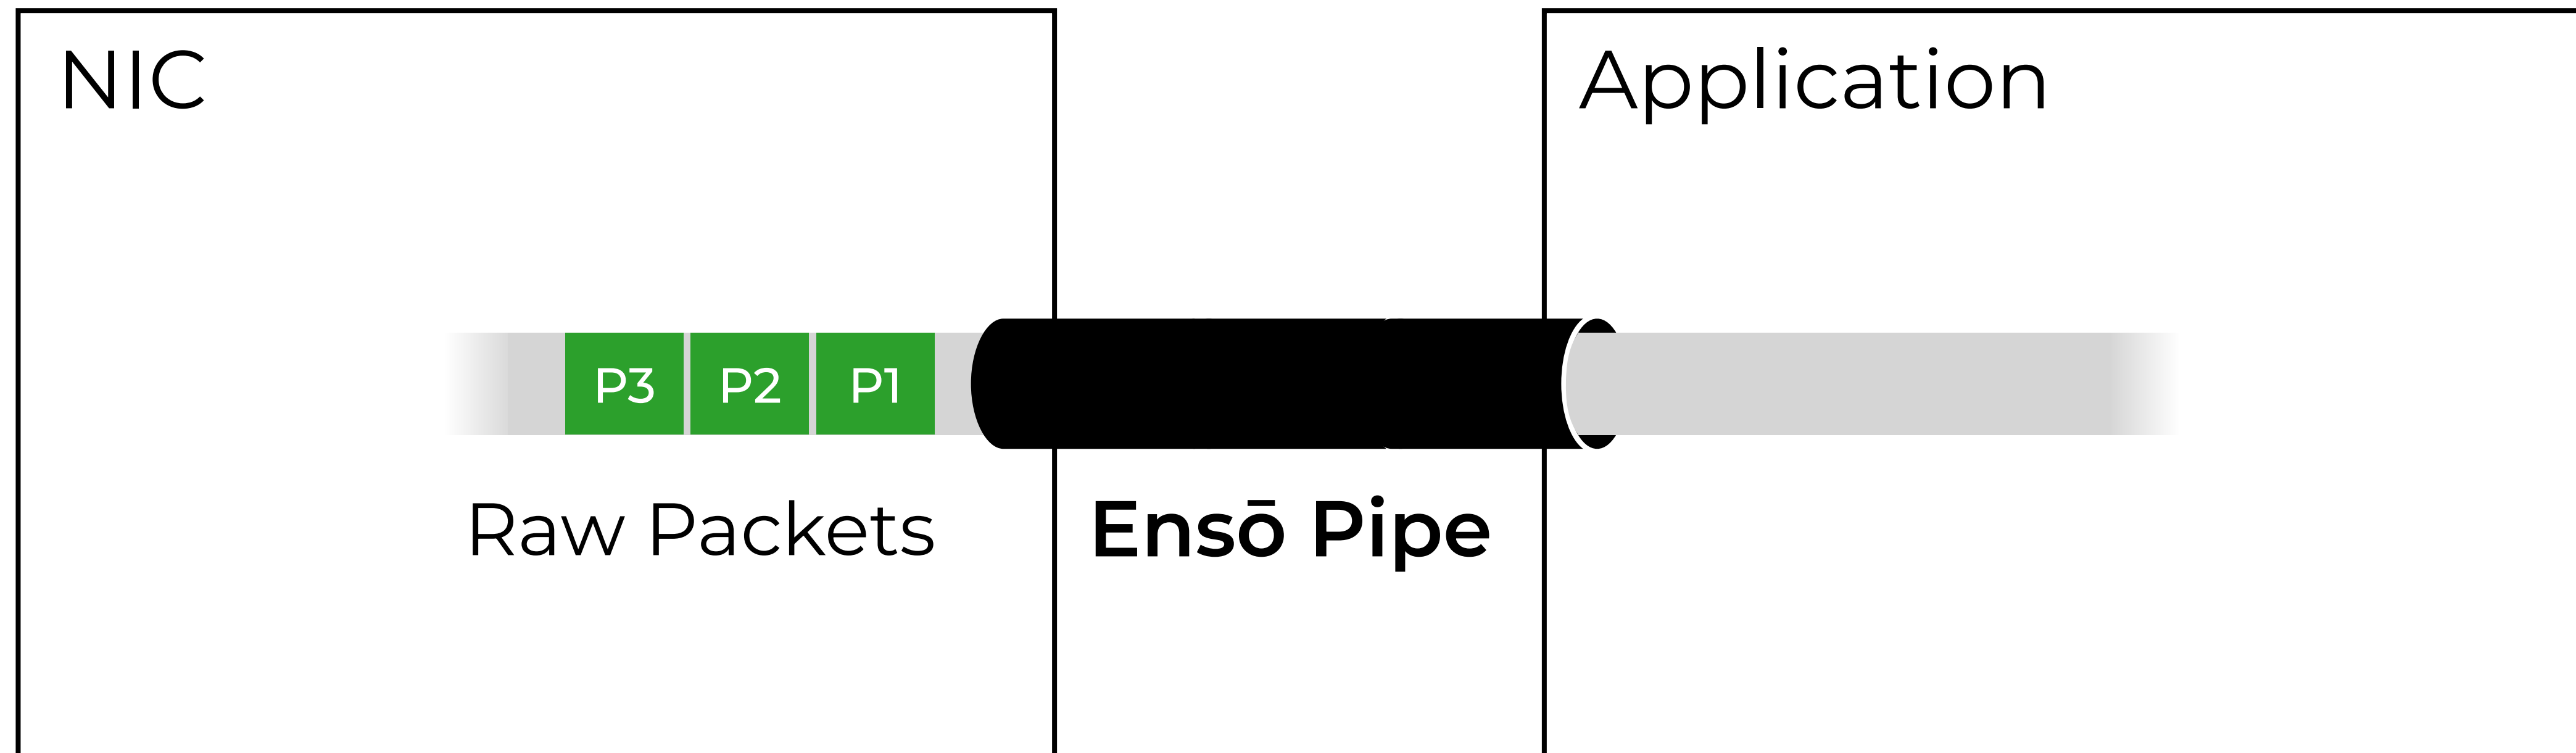 NIC
Application
P3 P2 P1
Raw Packets
Ensō Pipe